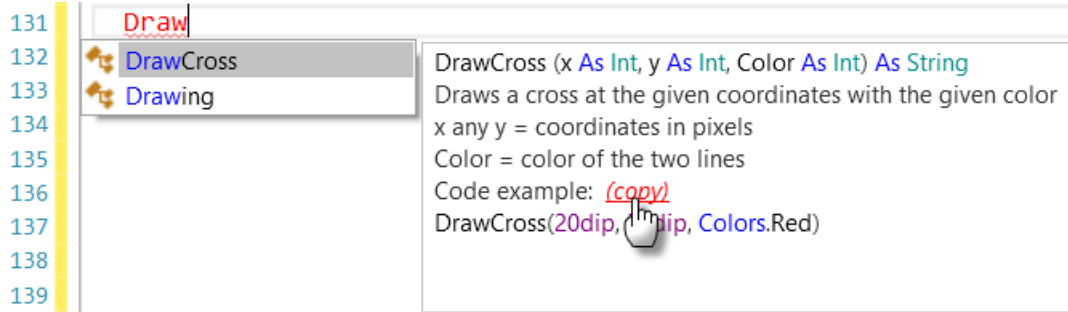 131 Draw
132 DrawCross
133 Drawing
134
135
136
137
138
139
DrawCross (x As Int, y As Int, Color As Int) As String
Draws a cross at the given coordinates with the given color
x any y = coordinates in pixels
Color = color of the two lines
Code example: (copy)
DrawCross(20dip, dip, Colors.Red)